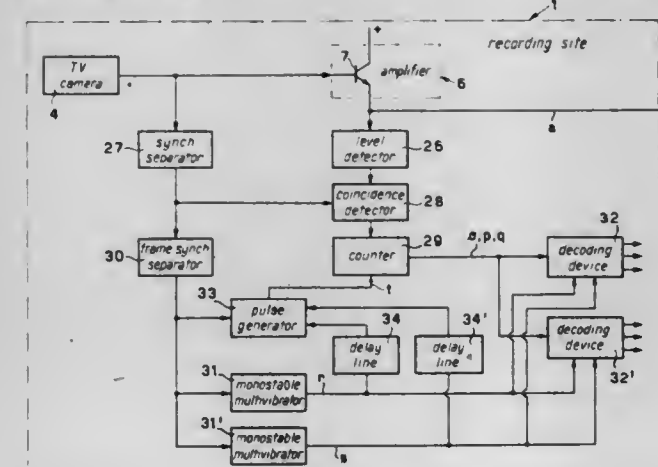 1
recording site
TV
camera
4
7
+
amplifier
6
a
27
synch
separator
level
detector
26
coincidence
detector
28
30
frame synch
separator
counter
29
o,p,q
32
decoding
device
33
pulse
generator
t
34
delay
line
34'
delay
line
decoding
device
32'
31
monostable
multivibrator
r
31'
monostable
multivibrator
s